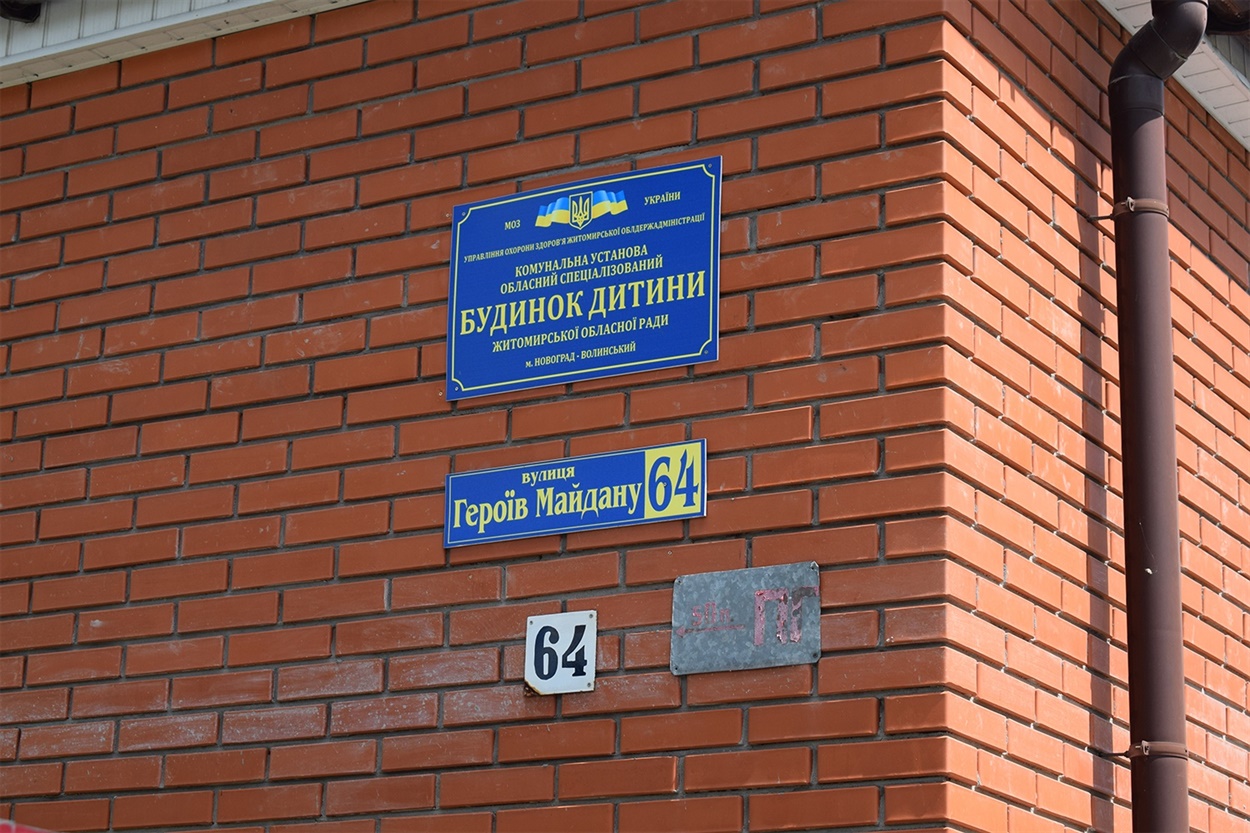 МОЗ УКРАЇНИ
УПРАВЛІННЯ ОХОРОНИ ЗДОРОВ'Я ЖИТОМИРСЬКОЇ ОБЛДЕРЖАДМІНІСТРАЦІЇ
КОМУНАЛЬНА УСТАНОВА
ОБЛАСНИЙ СПЕЦІАЛІЗОВАНИЙ
БУДИНОК ДИТИНИ
ЖИТОМИРСЬКОЇ ОБЛАСНОЇ РАДИ
м. НОВОГРАД - ВОЛИНСЬКИЙ
вулиця
Героїв Майдану 64
64
ПГ